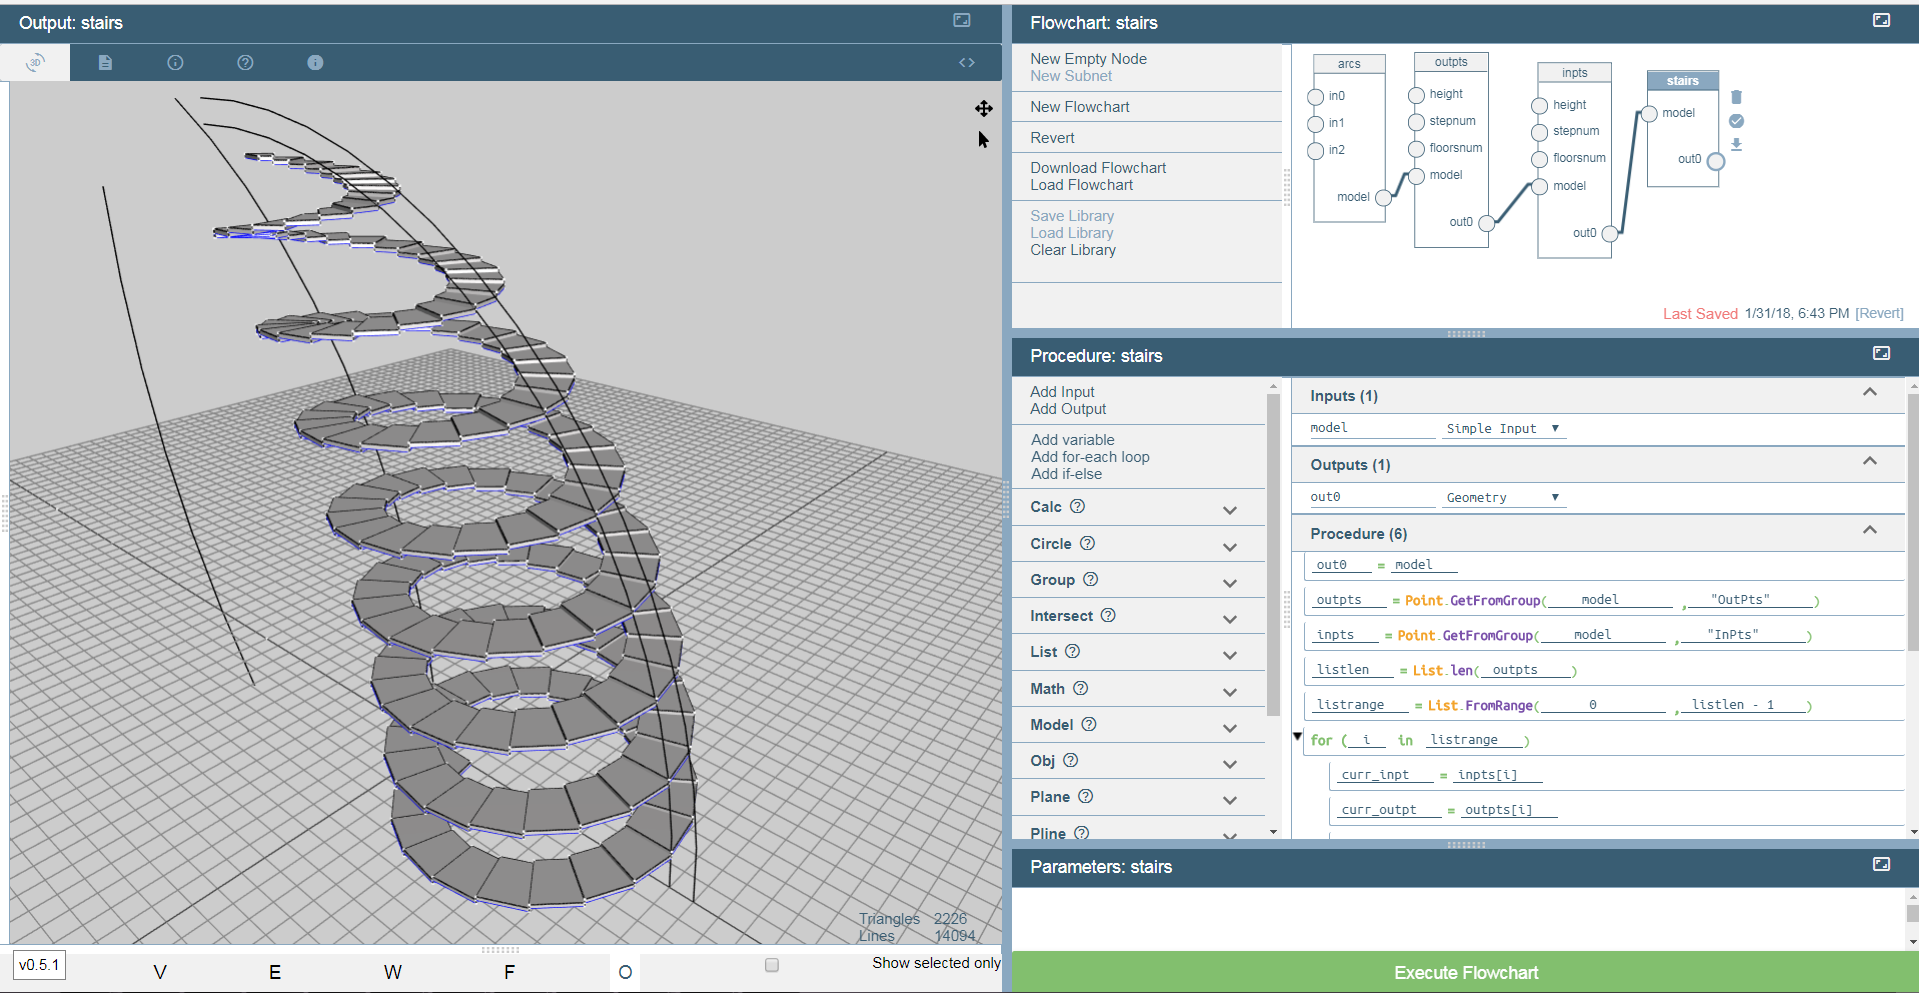 Output: stairs
3D
Triangles 2226
Lines 14094
v0.5.1
V E W F O
Show selected only
Flowchart: stairs
New Empty Node
New Subnet
New Flowchart
Revert
Download Flowchart
Load Flowchart
Save Library
Load Library
Clear Library
arcs
in0
in1
in2
model
outpts
height
stepnum
floorsnum
model
out0
inpts
height
stepnum
floorsnum
model
out0
stairs
model
out0
Last Saved 1/31/18, 6:43 PM [Revert]
Procedure: stairs
Add Input
Add Output
Add variable
Add for-each loop
Add if-else
Calc ?
Circle ?
Group ?
Intersect ?
List ?
Math ?
Model ?
Obj ?
Plane ?
Pline ?
Inputs (1)
model Simple Input
Outputs (1)
out0 Geometry
Procedure (6)
out0 = model
outpts = Point.GetFromGroup( model , "OutPts" )
inpts = Point.GetFromGroup( model , "InPts" )
listlen = List.len( outpts )
listrange = List.FromRange( 0 , listlen - 1 )
for ( i in listrange )
curr_inpt = inpts[i]
curr_outpt = outpts[i]
Parameters: stairs
Execute Flowchart